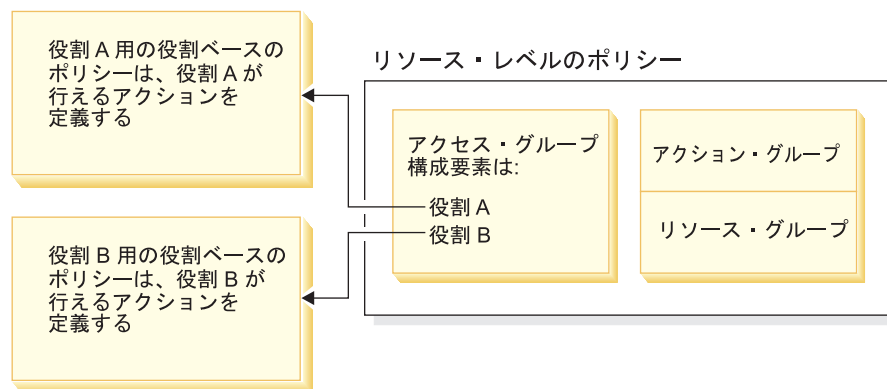 役割 A 用の役割ベースの
ポリシーは、役割 A が
行えるアクションを
定義する
役割 B 用の役割ベースの
ポリシーは、役割 B が
行えるアクションを
定義する
リソース・レベルのポリシー
アクセス・グループ
構成要素は:
役割 A
役割 B
アクション・グループ
リソース・グループ